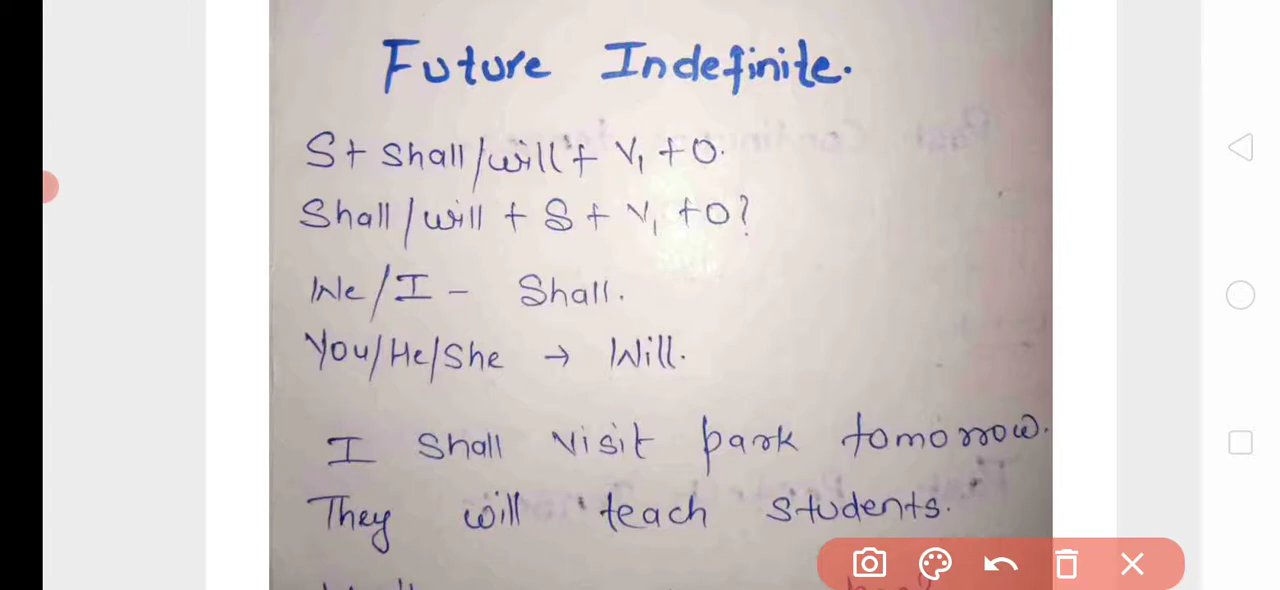 Future Indefinite.
S+ Shall/will + V₁ + O.
Shall/will + S + V₁ + O?
We/I - Shall.
You/He/She → Will.
I Shall visit park tomorrow.
They will teach students.